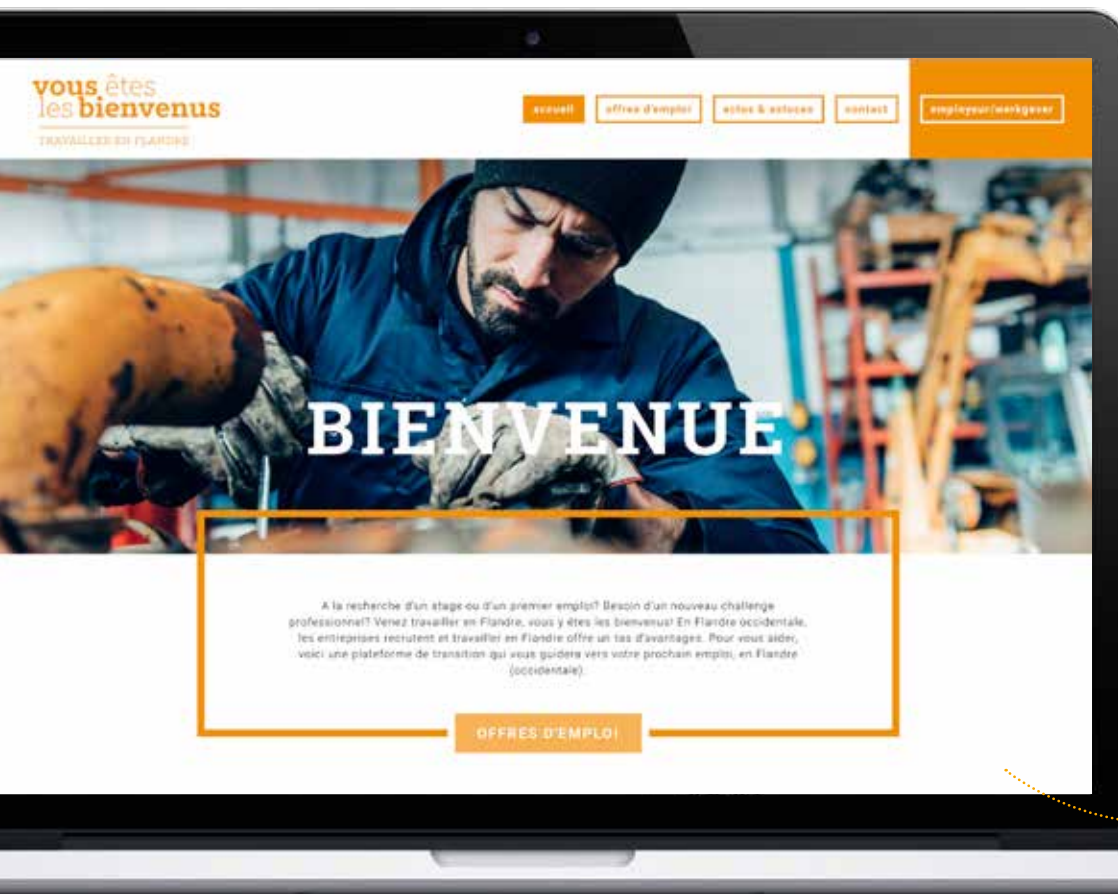 vous êtes
les bienvenus
TRAVAILLER EN FLANDRE
accueil
offres d'emploi
actus & astuces
contact
employeur/werkgever
BIENVENUE
A la recherche d'un stage ou d'un premier emploi? Besoin d'un nouveau challenge
professionnel? Venez travailler en Flandre, vous y êtes les bienvenus! En Flandre occidentale,
les entreprises recrutent et travailler en Flandre offre un tas d'avantages. Pour vous aider,
voici une plateforme de transition qui vous guidera vers votre prochain emploi, en Flandre
(occidentale).
OFFRES D'EMPLOI